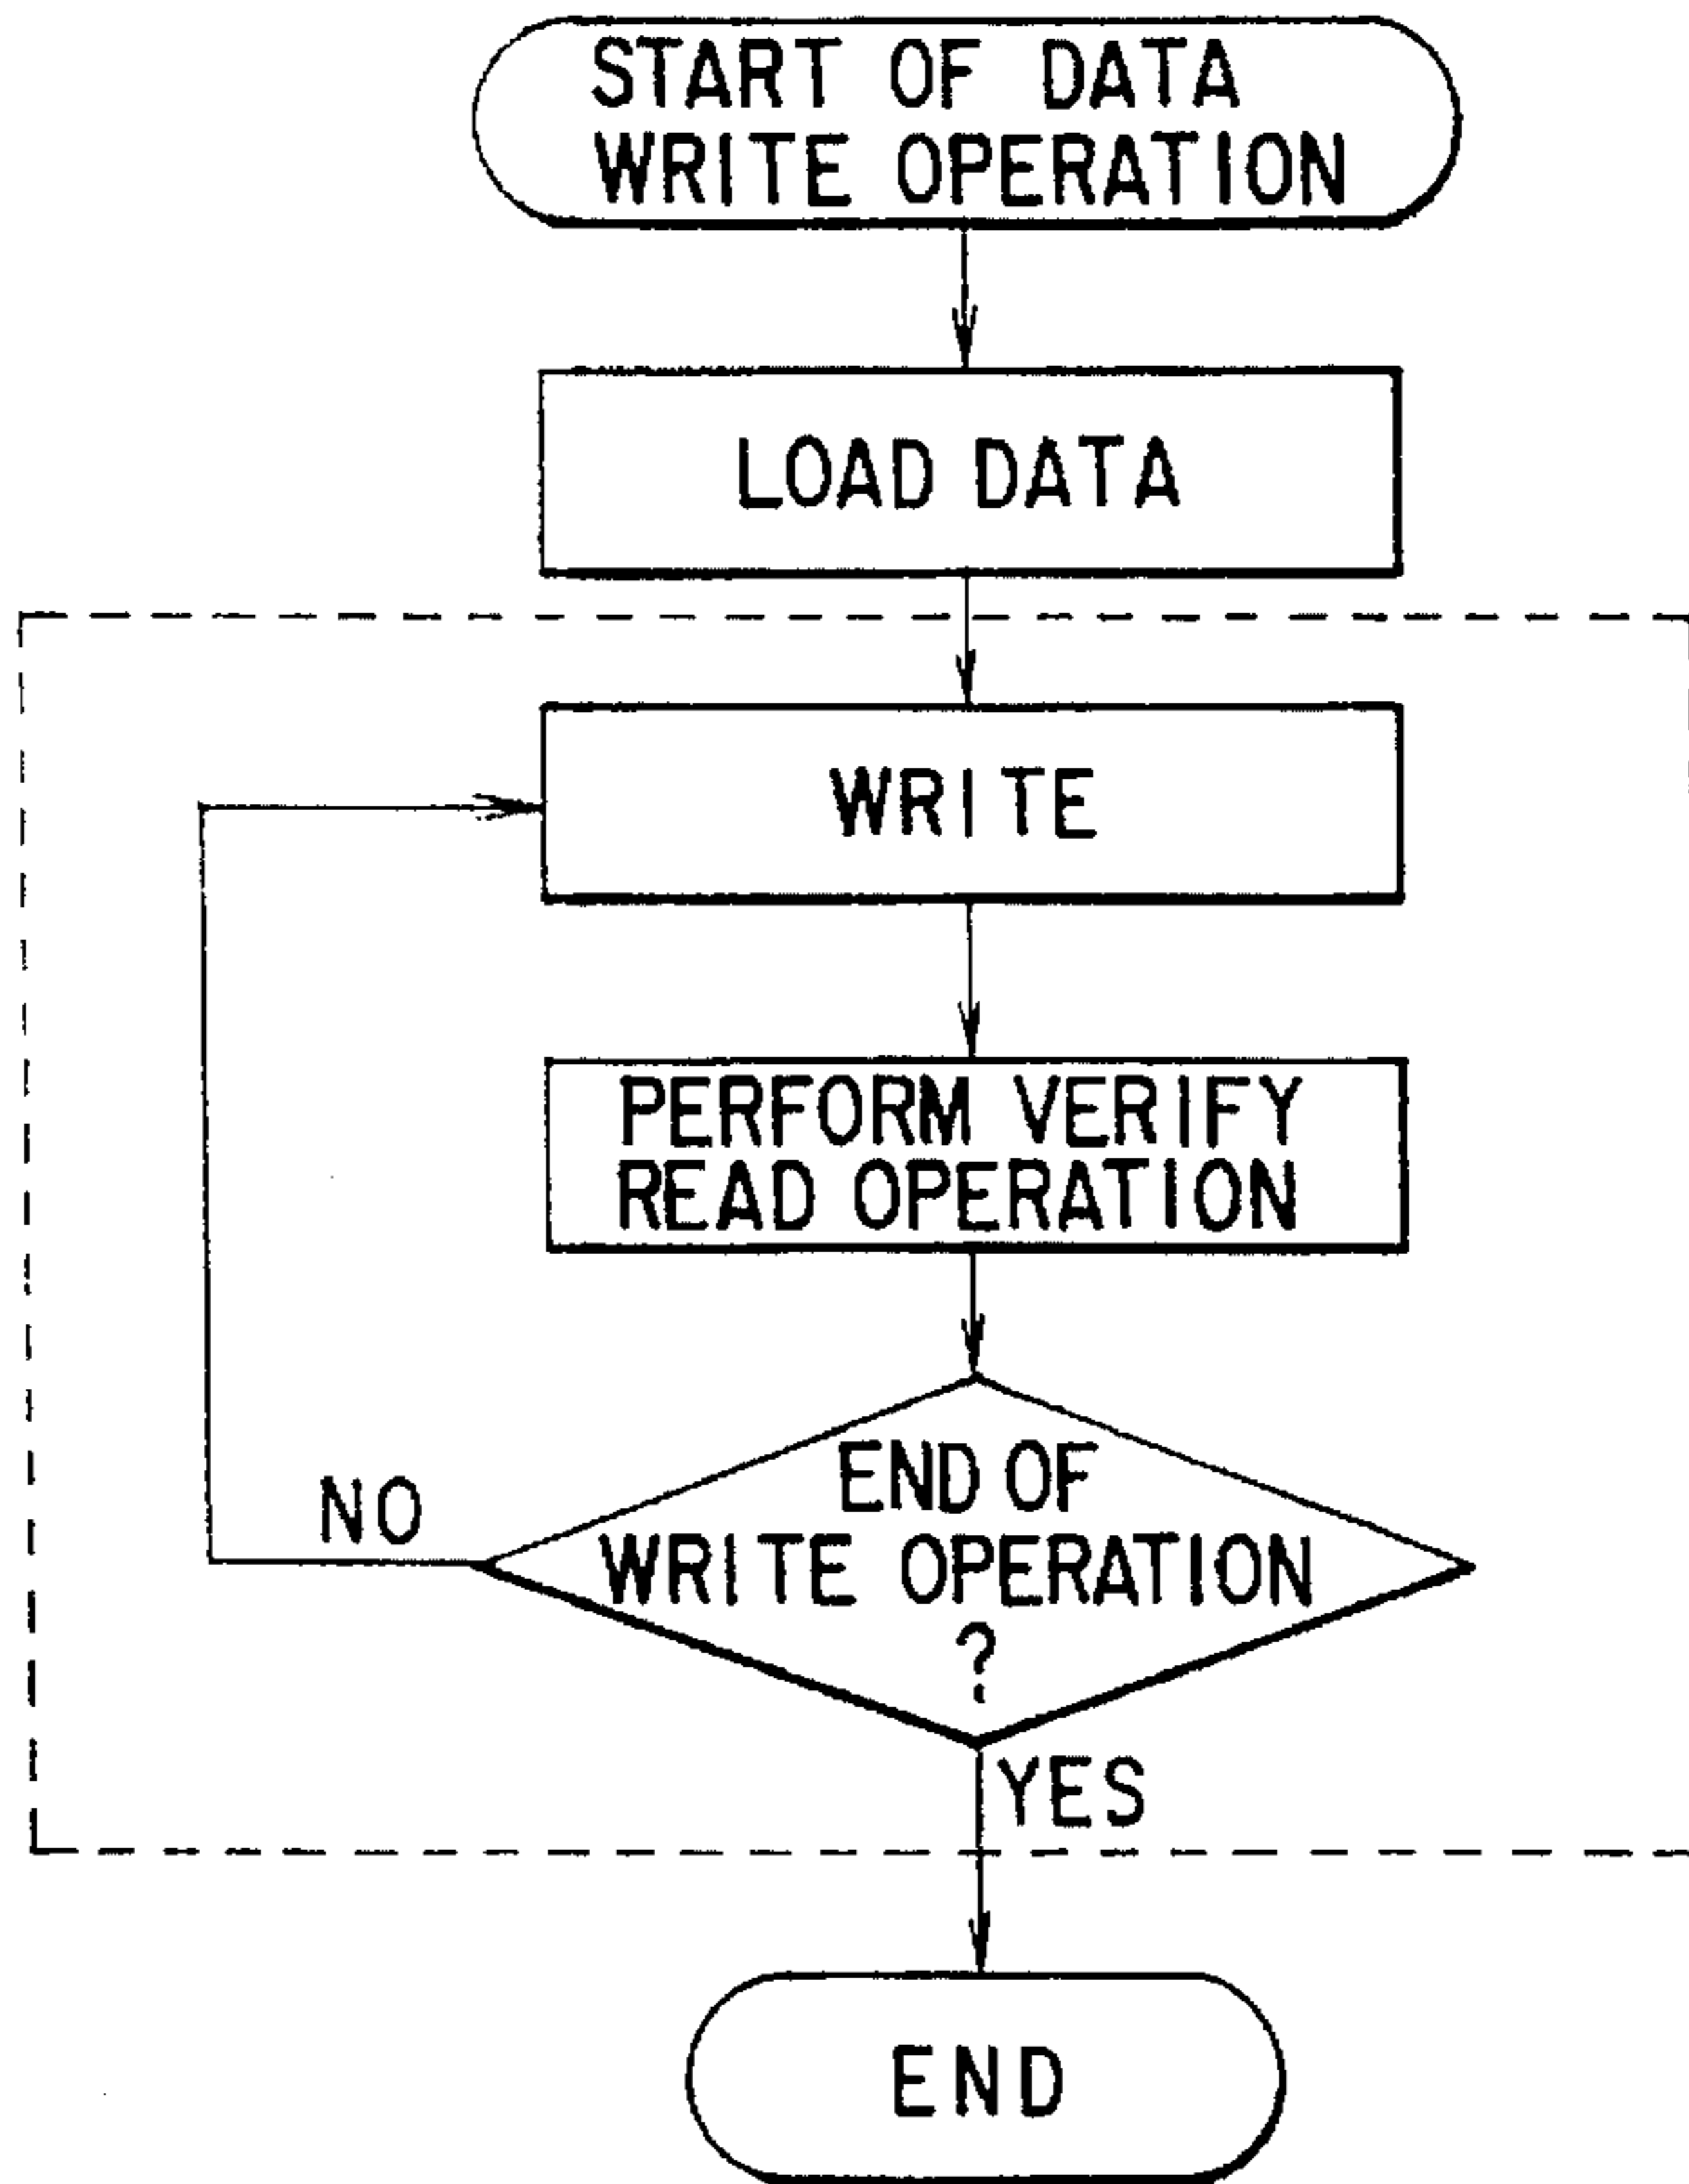 START OF DATA
WRITE OPERATION
LOAD DATA
WRITE
PERFORM VERIFY
READ OPERATION
END OF
NO
WRITE OPERATION
?
YES
END